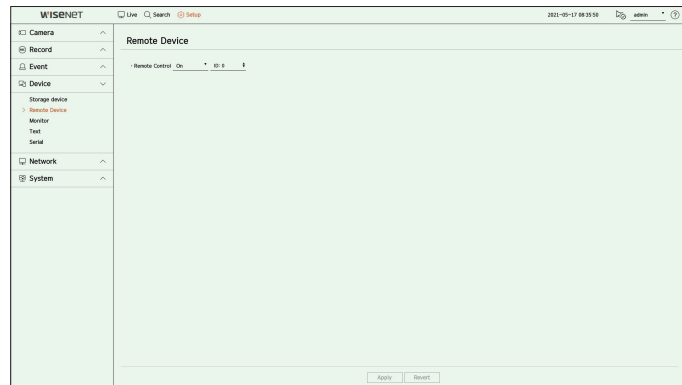 WISENET
Live Search Setup 2021-05-17 08:35:50 admin
Camera
Record
Event
Device
Storage device
> Remote Device
Monitor
Text
Serial
Network
System
Remote Device
· Remote Control On ID: 0
Apply Revert